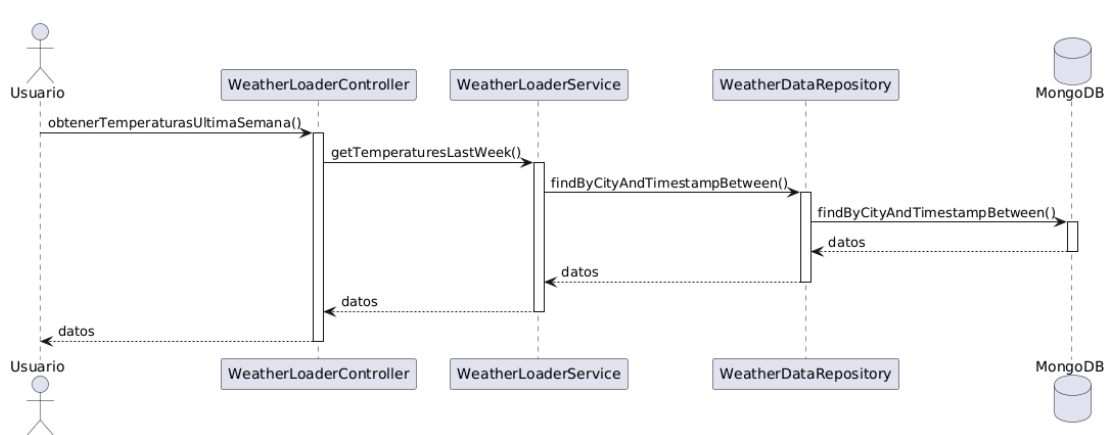 Usuario
WeatherLoaderController
WeatherLoaderService
WeatherDataRepository
MongoDB
obtenerTemperaturasUltimaSemana()
getTemperaturesLastWeek()
findByCityAndTimestampBetween()
findByCityAndTimestampBetween()
datos
datos
datos
datos
Usuario
WeatherLoaderController
WeatherLoaderService
WeatherDataRepository
MongoDB